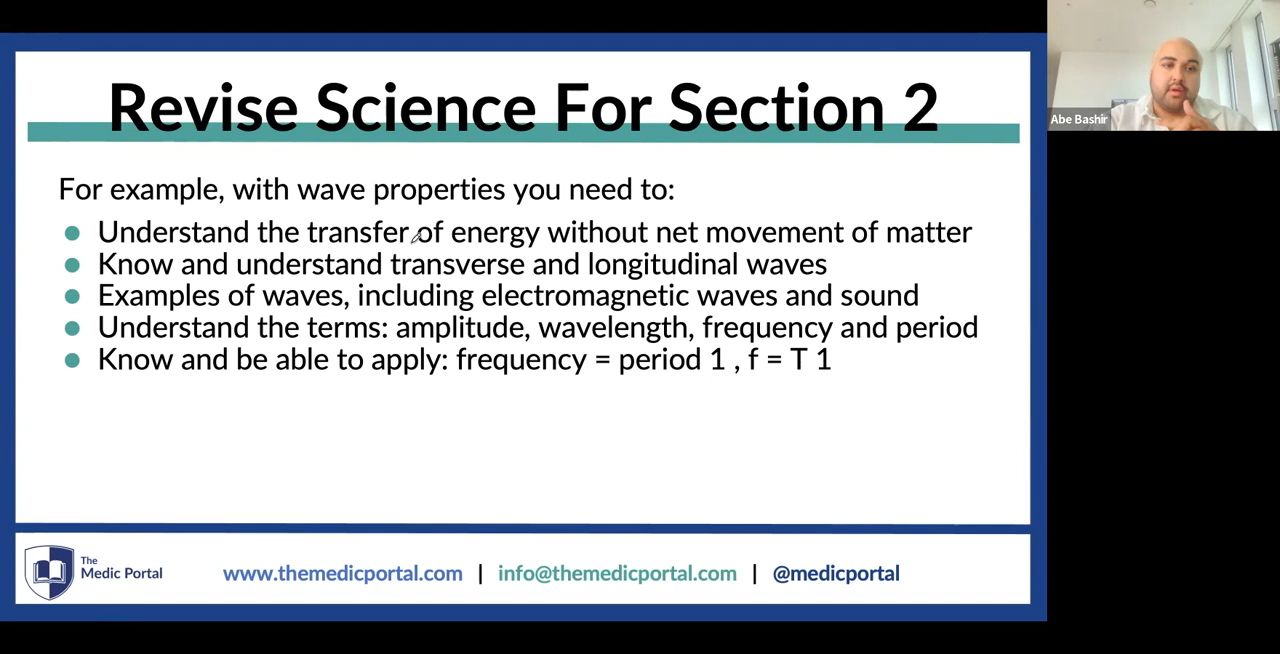 Revise Science For Section 2
For example, with wave properties you need to:
Understand the transfer of energy without net movement of matter
Know and understand transverse and longitudinal waves
Examples of waves, including electromagnetic waves and sound
Understand the terms: amplitude, wavelength, frequency and period
Know and be able to apply: frequency = period 1 , f = T 1
The
Medic Portal
www.themedicportal.com | info@themedicportal.com | @medicportal
Abe Bashir